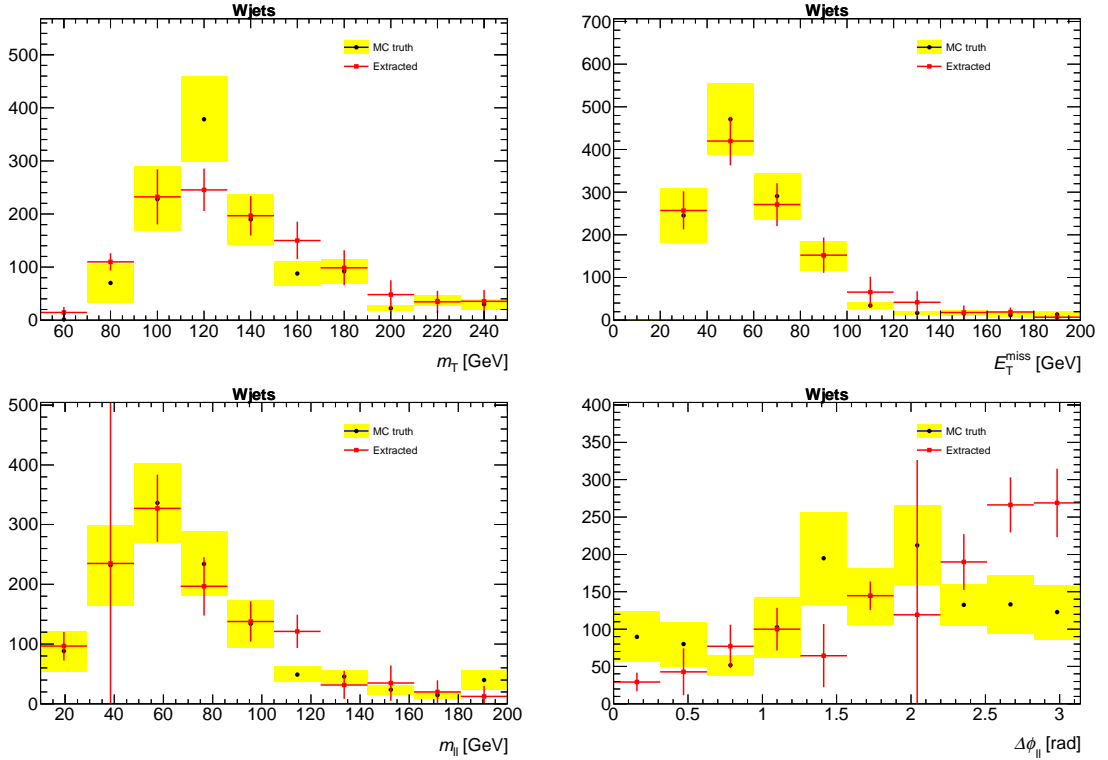 Wjets
MC truth
Extracted
500
400
300
200
100
0
60 80 100 120 140 160 180 200 220 240
m_T [GeV]
Wjets
MC truth
Extracted
700
600
500
400
300
200
100
0
0 20 40 60 80 100 120 140 160 180 200
E_T^miss [GeV]
Wjets
MC truth
Extracted
500
400
300
200
100
0
20 40 60 80 100 120 140 160 180 200
m_ll [GeV]
Wjets
MC truth
Extracted
400
350
300
250
200
150
100
50
0
0 0.5 1 1.5 2 2.5 3
Δϕ_ll [rad]